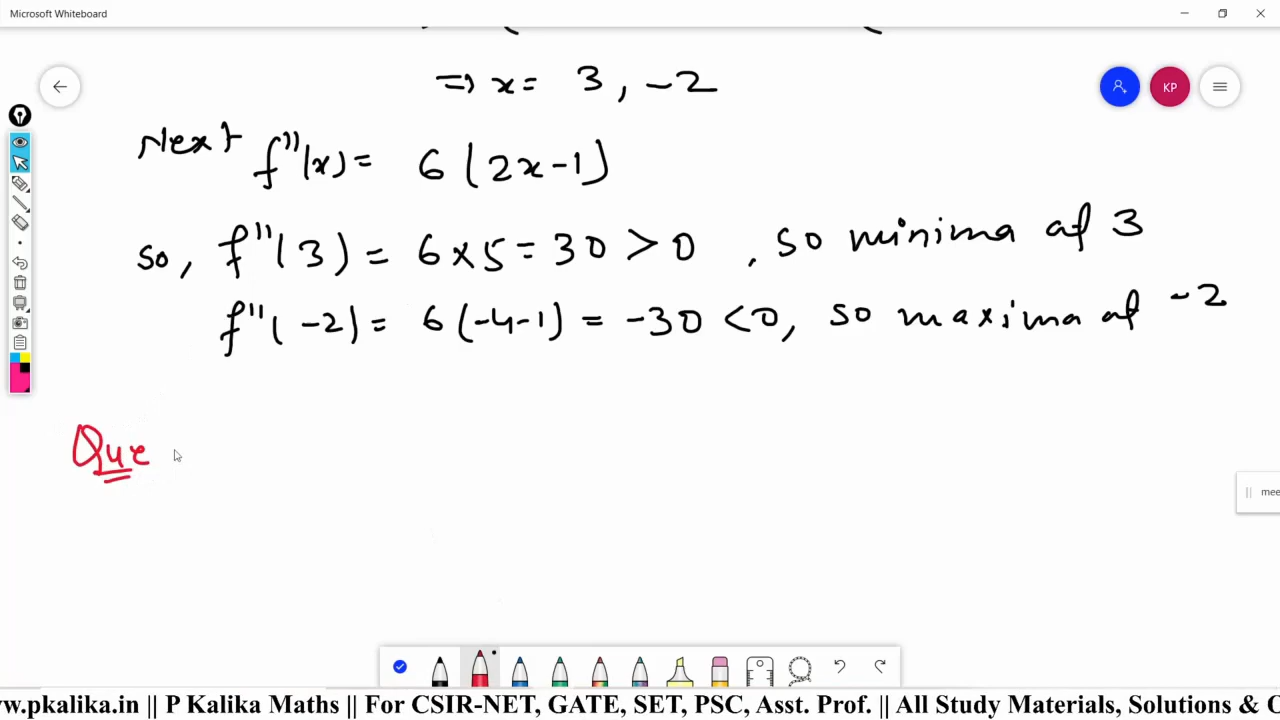 Microsoft Whiteboard
⇒ x = 3, -2
KP
Next f''(x) = 6(2x-1)
so, f''(3) = 6×5 = 30 > 0, so minima at 3
f''(-2) = 6(-4-1) = -30 < 0, so maxima at -2
Que
mee
www.pkalika.in || P Kalika Maths || For CSIR-NET, GATE, SET, PSC, Asst. Prof. || All Study Materials, Solutions & C